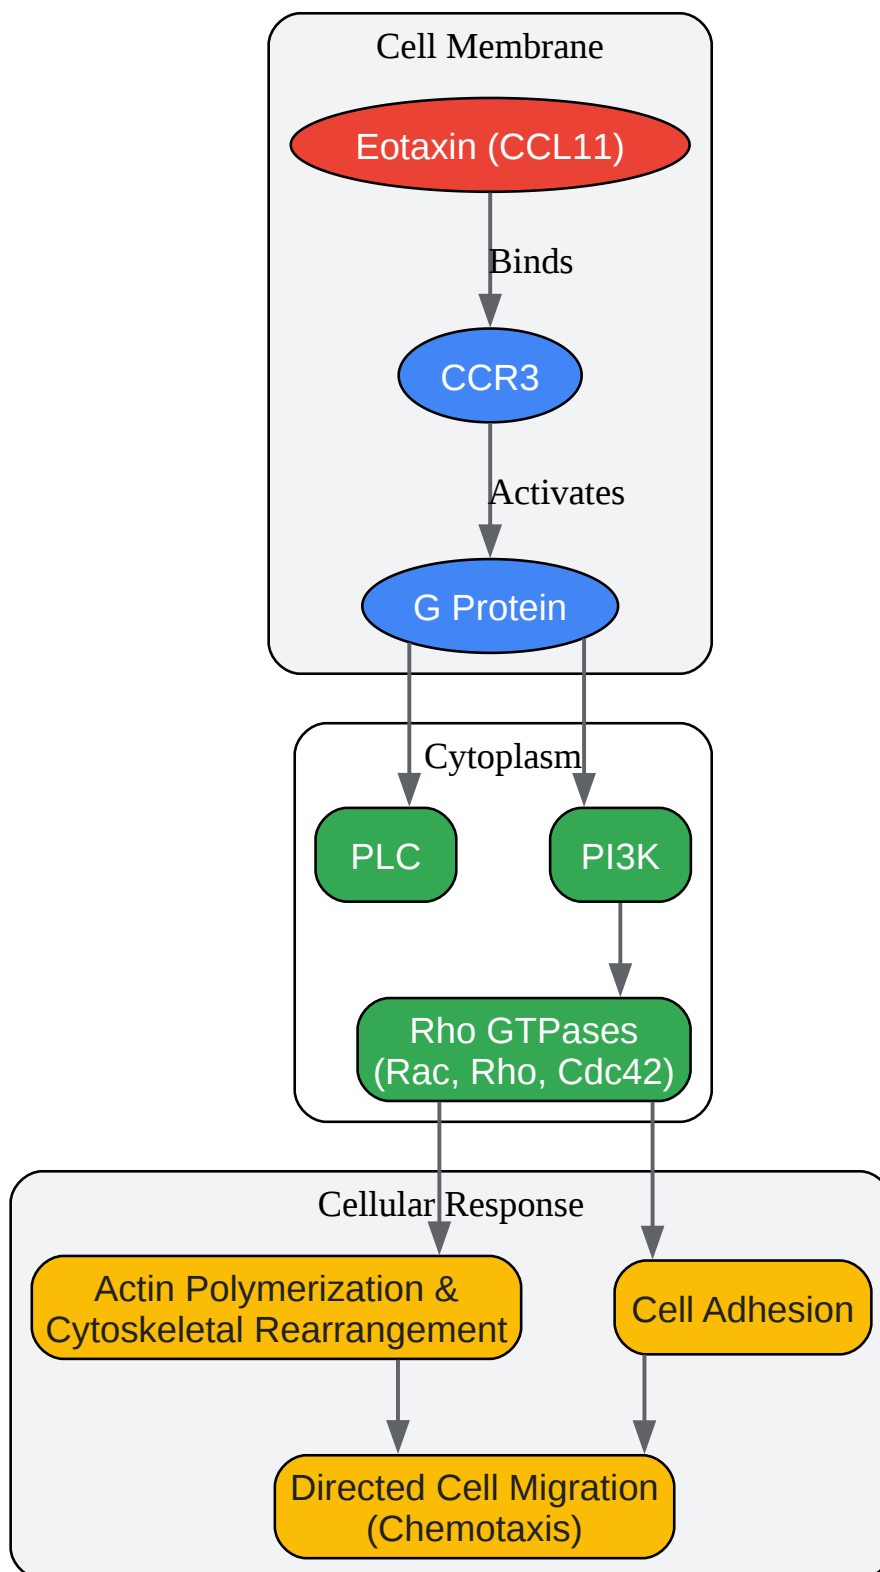 Cell Membrane
Eotaxin (CCL11)
Binds
CCR3
Activates
G Protein
Cytoplasm
PLC
PI3K
Rho GTPases
(Rac, Rho, Cdc42)
Cellular Response
Actin Polymerization &
Cytoskeletal Rearrangement
Cell Adhesion
Directed Cell Migration
(Chemotaxis)